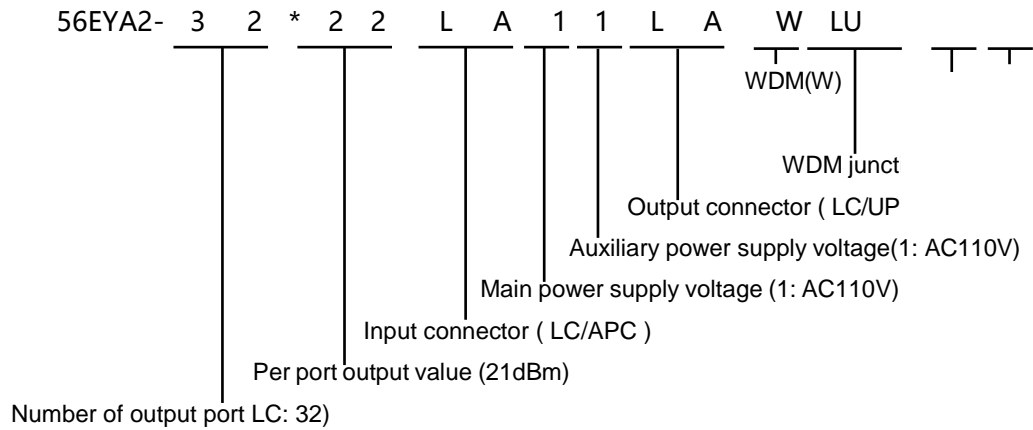 56EYA2- 3 2 * 2 2 L A 1 1 L A W LU
WDM(W)
WDM junct
Output connector ( LC/UP
Auxiliary power supply voltage(1: AC110V)
Main power supply voltage (1: AC110V)
Input connector ( LC/APC )
Per port output value (21dBm)
Number of output port LC: 32)